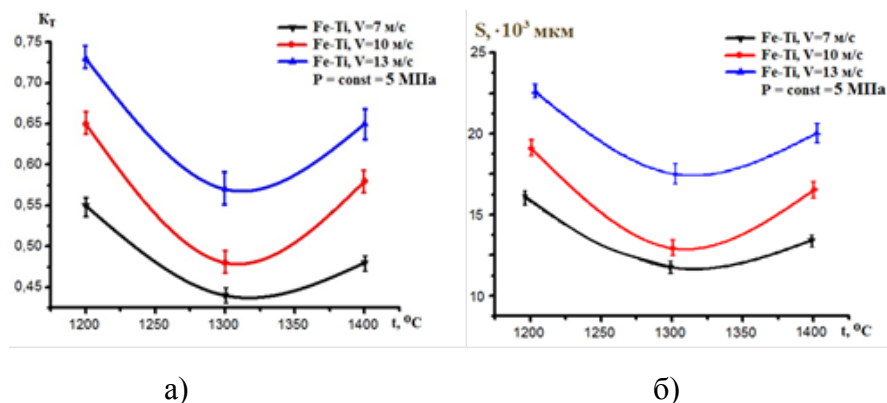 K_T
Fe-Ti, V=7 м/с
Fe-Ti, V=10 м/с
Fe-Ti, V=13 м/с
P = const = 5 МПа
0,75
0,70
0,65
0,60
0,55
0,50
0,45
1200 1250 1300 1350 1400 t, °C
а)
S, ·10³ мкм
Fe-Ti, V=7 м/с
Fe-Ti, V=10 м/с
Fe-Ti, V=13 м/с
P = const = 5 МПа
25
20
15
10
1200 1250 1300 1350 1400 t, °C
б)